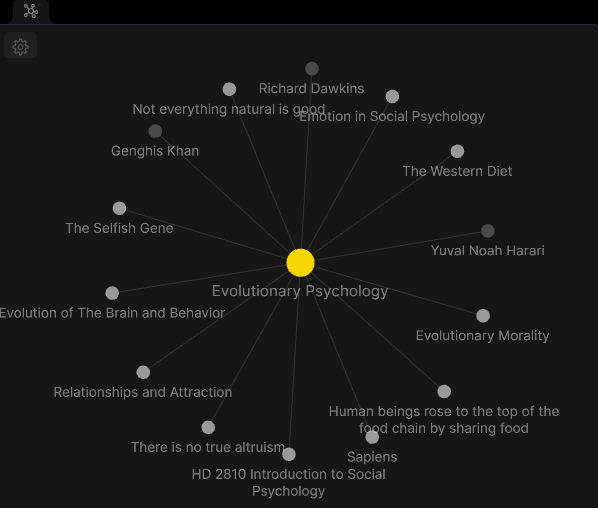 Richard Dawkins
Not everything natural is good
Emotion in Social Psychology
Genghis Khan
The Western Diet
The Selfish Gene
Yuval Noah Harari
Evolutionary Psychology
Evolution of The Brain and Behavior
Evolutionary Morality
Relationships and Attraction
Human beings rose to the top of the
food chain by sharing food
There is no true altruism
Sapiens
HD 2810 Introduction to Social
Psychology